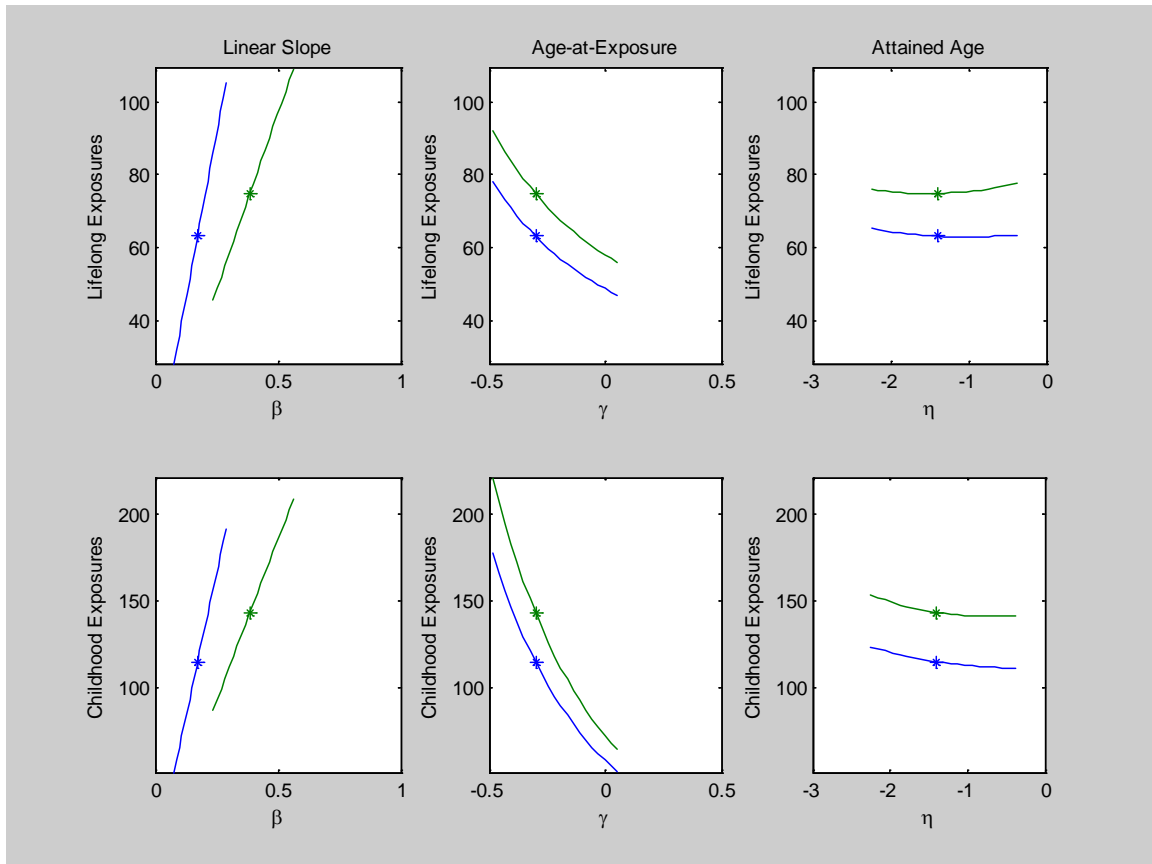 Linear Slope
Age-at-Exposure
Attained Age
Lifelong Exposures
100
80
60
40
0
0.5
1
β
Lifelong Exposures
100
80
60
40
-0.5
0
0.5
γ
Lifelong Exposures
100
80
60
40
-3
-2
-1
0
η
Childhood Exposures
200
150
100
0
0.5
1
β
Childhood Exposures
200
150
100
-0.5
0
0.5
γ
Childhood Exposures
200
150
100
-3
-2
-1
0
η